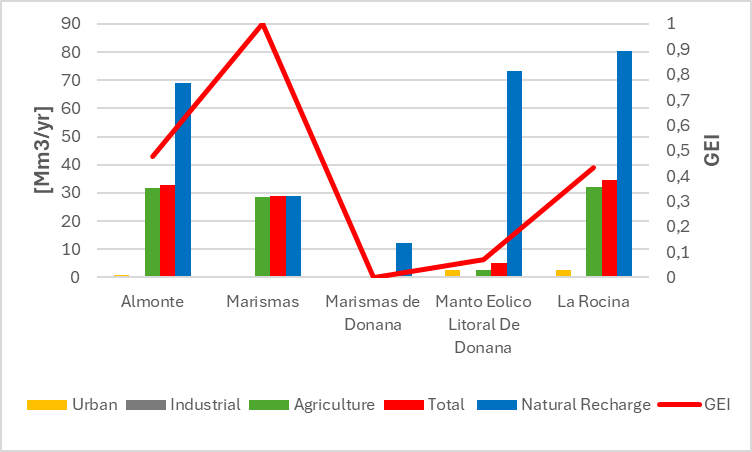 [Mm3/yr]
90
80
70
60
50
40
30
20
10
0
1
0,9
0,8
0,7
0,6
0,5
0,4
0,3
0,2
0,1
0
GEI
Almonte
Marismas
Marismas de
Donana
Manto Eolico
Litoral De
Donana
La Rocina
Urban
Industrial
Agriculture
Total
Natural Recharge
GEI